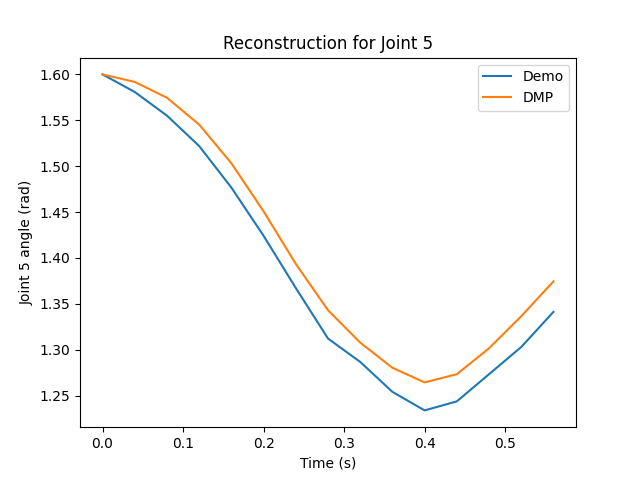 Reconstruction for Joint 5
Demo
DMP
1.60
1.55
1.50
1.45
1.40
1.35
1.30
1.25
Joint 5 angle (rad)
0.0 0.1 0.2 0.3 0.4 0.5
Time (s)